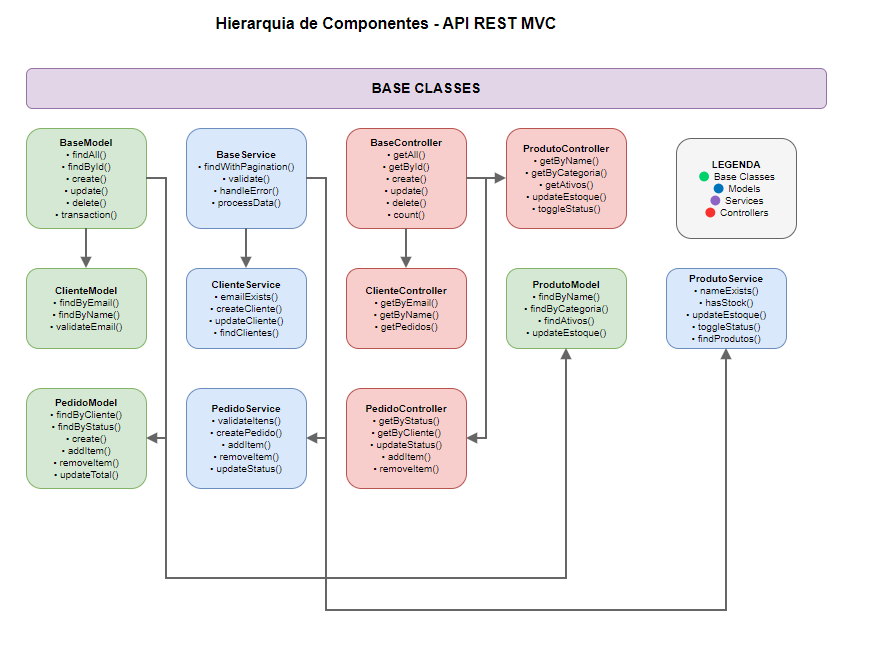 Hierarquia de Componentes - API REST MVC
BASE CLASSES
BaseModel
• findAll()
• findById()
• create()
• update()
• delete()
• transaction()
BaseService
• findWithPagination()
• validate()
• handleError()
• processData()
BaseController
• getAll()
• getById()
• create()
• update()
• delete()
• count()
ProdutoController
• getByName()
• getByCategoria()
• getAtivos()
• updateEstoque()
• toggleStatus()
LEGENDA
Base Classes
Models
Services
Controllers
ClienteModel
• findByEmail()
• findByName()
• validateEmail()
ClienteService
• emailExists()
• createCliente()
• updateCliente()
• findClientes()
ClienteController
• getByEmail()
• getByName()
• getPedidos()
ProdutoModel
• findByName()
• findByCategoria()
• findAtivos()
• updateEstoque()
ProdutoService
• nameExists()
• hasStock()
• updateEstoque()
• toggleStatus()
• findProdutos()
PedidoModel
• findByCliente()
• findByStatus()
• create()
• addItem()
• removeItem()
• updateTotal()
PedidoService
• validateItens()
• createPedido()
• addItem()
• removeItem()
• updateStatus()
PedidoController
• getByStatus()
• getByCliente()
• updateStatus()
• addItem()
• removeItem()